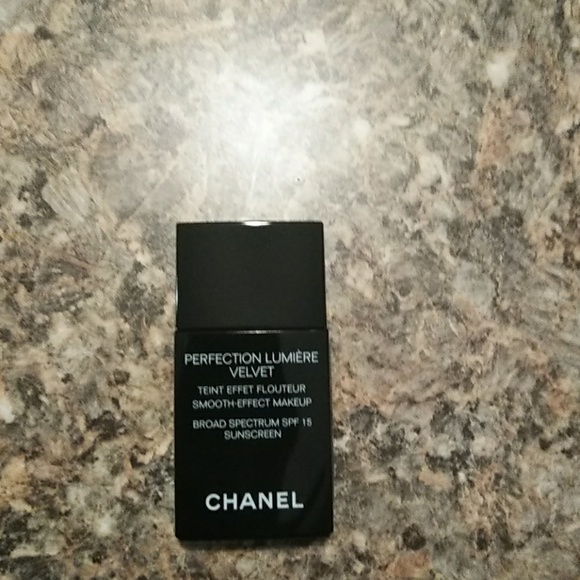 PERFECTION LUMIÈRE
VELVET
TEINT EFFET FLOUTEUR
SMOOTH-EFFECT MAKEUP
BROAD SPECTRUM SPF 15
SUNSCREEN
CHANEL